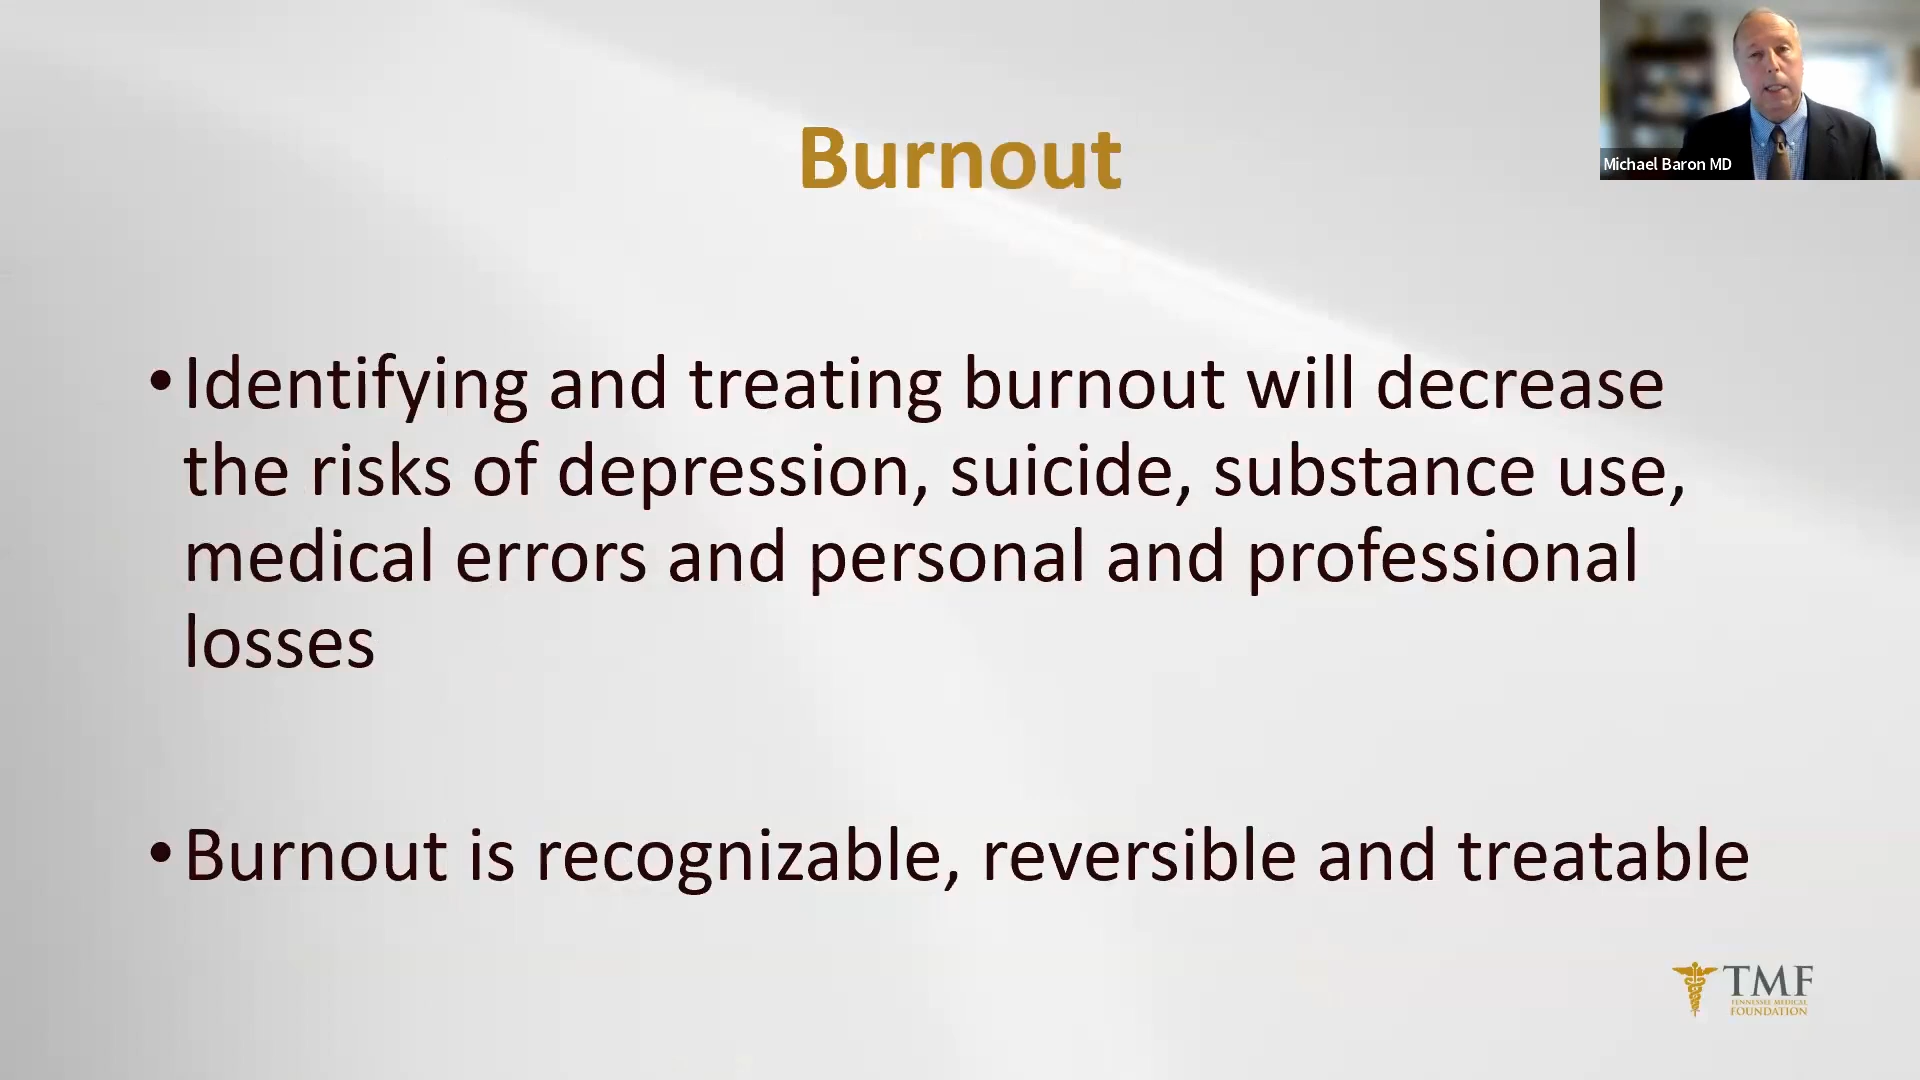 Burnout
Michael Baron MD
•Identifying and treating burnout will decrease
the risks of depression, suicide, substance use,
medical errors and personal and professional
losses
•Burnout is recognizable, reversible and treatable
TMF
TENNESSEE MEDICAL
FOUNDATION